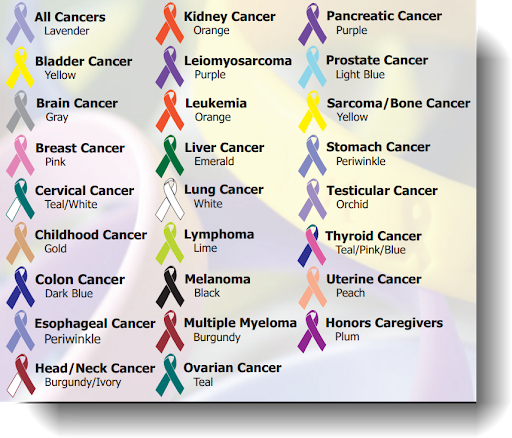 All Cancers
Lavender
Bladder Cancer
Yellow
Brain Cancer
Gray
Breast Cancer
Pink
Cervical Cancer
Teal/White
Childhood Cancer
Gold
Colon Cancer
Dark Blue
Esophageal Cancer
Periwinkle
Head/Neck Cancer
Burgundy/Ivory
Kidney Cancer
Orange
Leiomyosarcoma
Purple
Leukemia
Orange
Liver Cancer
Emerald
Lung Cancer
White
Lymphoma
Lime
Melanoma
Black
Multiple Myeloma
Burgundy
Ovarian Cancer
Teal
Pancreatic Cancer
Purple
Prostate Cancer
Light Blue
Sarcoma/Bone Cancer
Yellow
Stomach Cancer
Periwinkle
Testicular Cancer
Orchid
Thyroid Cancer
Teal/Pink/Blue
Uterine Cancer
Peach
Honors Caregivers
Plum